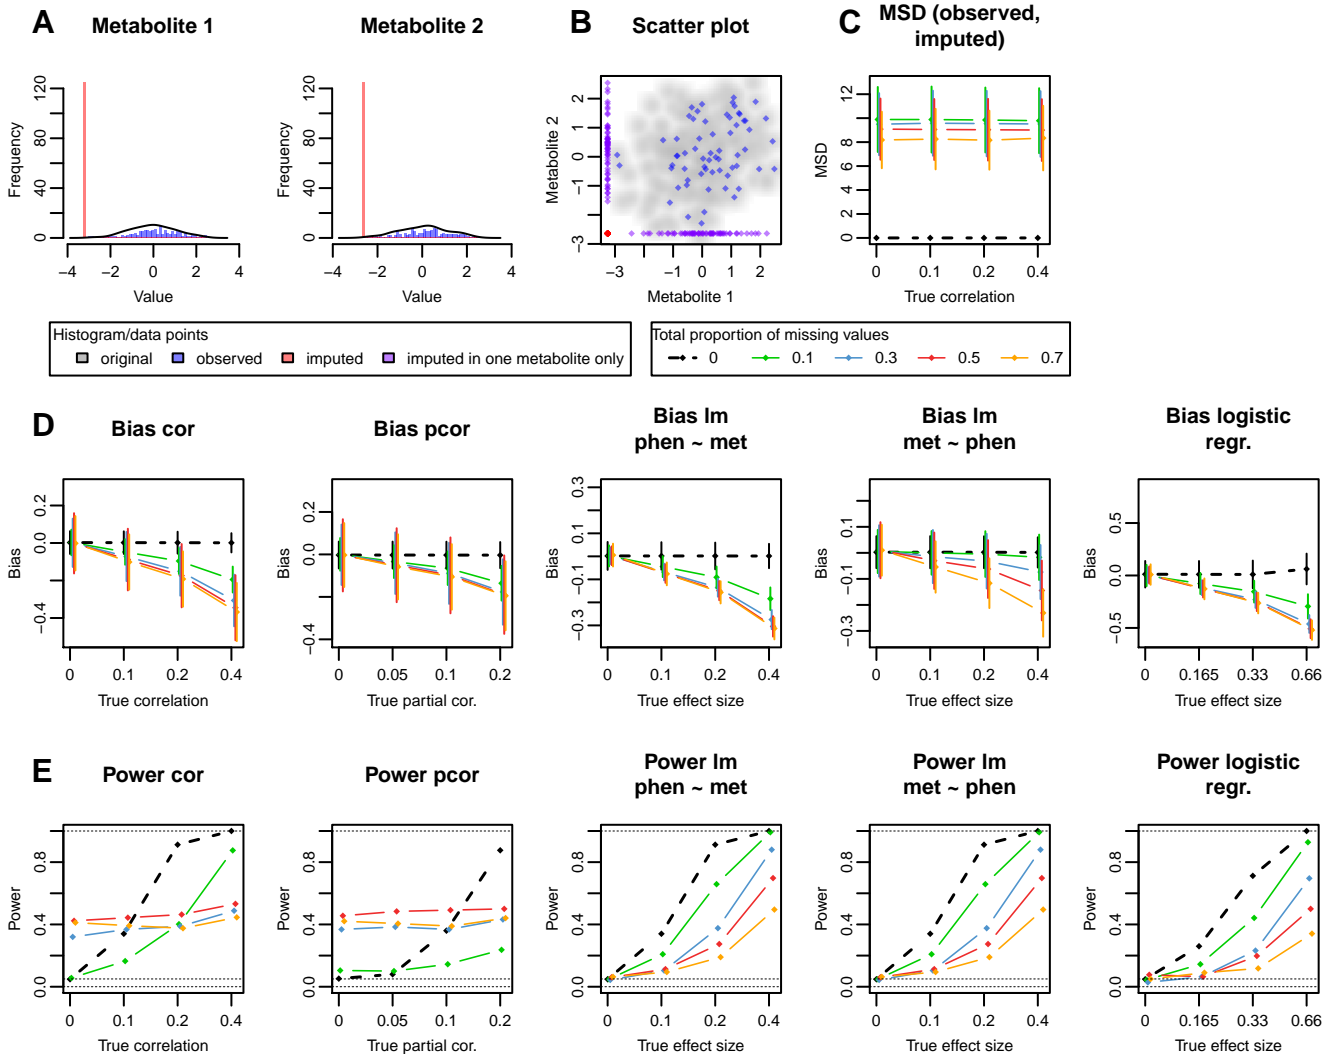 A
Metabolite 1
Frequency
0
40
80
120
−4
−2
0
2
4
Value
Metabolite 2
Frequency
0
40
80
120
−4
−2
0
2
4
Value
B
Scatter plot
Metabolite 2
−3
−1
0
1
2
−3
−1
0
1
2
Metabolite 1
C
MSD (observed,
imputed)
MSD
0
2
4
6
8
12
0
0.1
0.2
0.4
True correlation
Histogram/data points
original
observed
imputed
imputed in one metabolite only
Total proportion of missing values
0
0.1
0.3
0.5
0.7
D
Bias cor
Bias
−0.4
0.0
0.2
0
0.1
0.2
0.4
True correlation
Bias pcor
Bias
−0.4
0.0
0.2
0
0.05
0.1
0.2
True partial cor.
Bias lm
phen ~ met
Bias
−0.3
0.0
0.3
0
0.1
0.2
0.4
True effect size
Bias lm
met ~ phen
Bias
−0.3
−0.1
0.1
0
0.1
0.2
0.4
True effect size
Bias logistic
regr.
Bias
−0.5
0.0
0.5
0
0.165
0.33
0.66
True effect size
E
Power cor
Power
0.0
0.4
0.8
0
0.1
0.2
0.4
True correlation
Power pcor
Power
0.0
0.4
0.8
0
0.05
0.1
0.2
True partial cor.
Power lm
phen ~ met
Power
0.0
0.4
0.8
0
0.1
0.2
0.4
True effect size
Power lm
met ~ phen
Power
0.0
0.4
0.8
0
0.1
0.2
0.4
True effect size
Power logistic
regr.
Power
0.0
0.4
0.8
0
0.165
0.33
0.66
True effect size